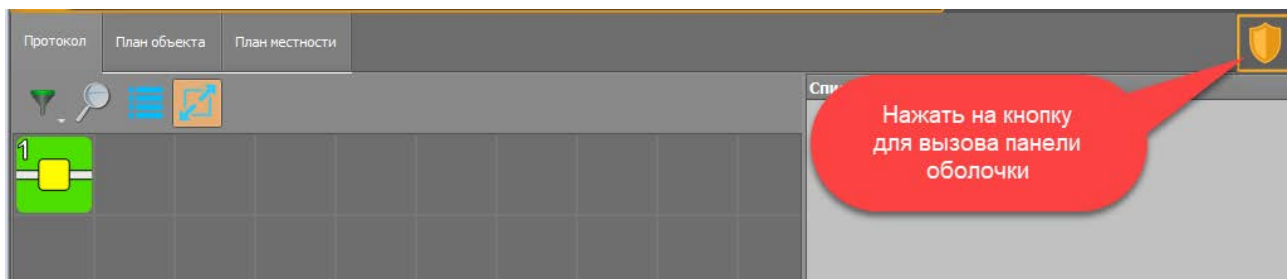 Протокол План объекта План местности
Нажать на кнопку
для вызова панели
оболочки
1